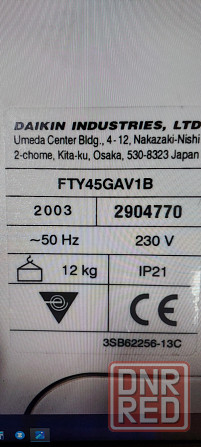 DAIKIN INDUSTRIES, LTD
Umeda Center Bldg., 4-12, Nakazaki-Nishi
2-chome, Kita-ku, Osaka, 530-8323 Japan
FTY45GAV1B
2003 2904770
~50 Hz 230 V
12 kg IP21
CE
3SB62256-13C
DNR
RED